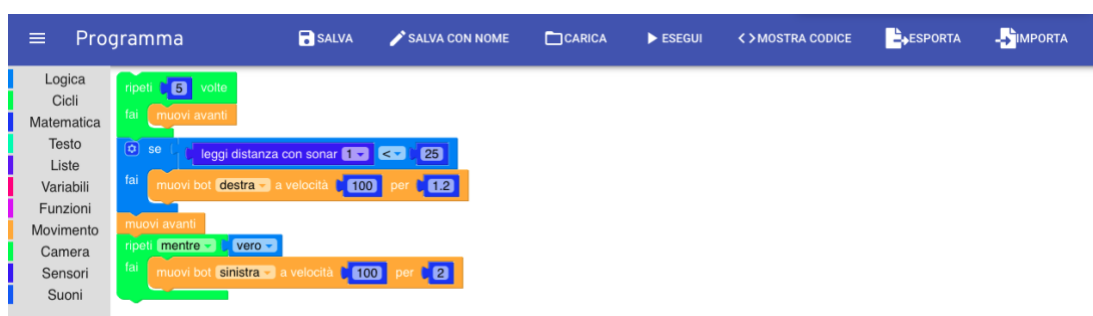 Programma SALVA SALVA CON NOME CARICA ESEGUI <>MOSTRA CODICE ESPORTA IMPORTA
Logica
Cicli
Matematica
Testo
Liste
Variabili
Funzioni
Movimento
Camera
Sensori
Suoni
ripeti 5 volte
fai muovi avanti
se leggi distanza con sonar 1 < 25
fai muovi bot destra a velocità 100 per 1.2
muovi avanti
ripeti mentre vero
fai muovi bot sinistra a velocità 100 per 2